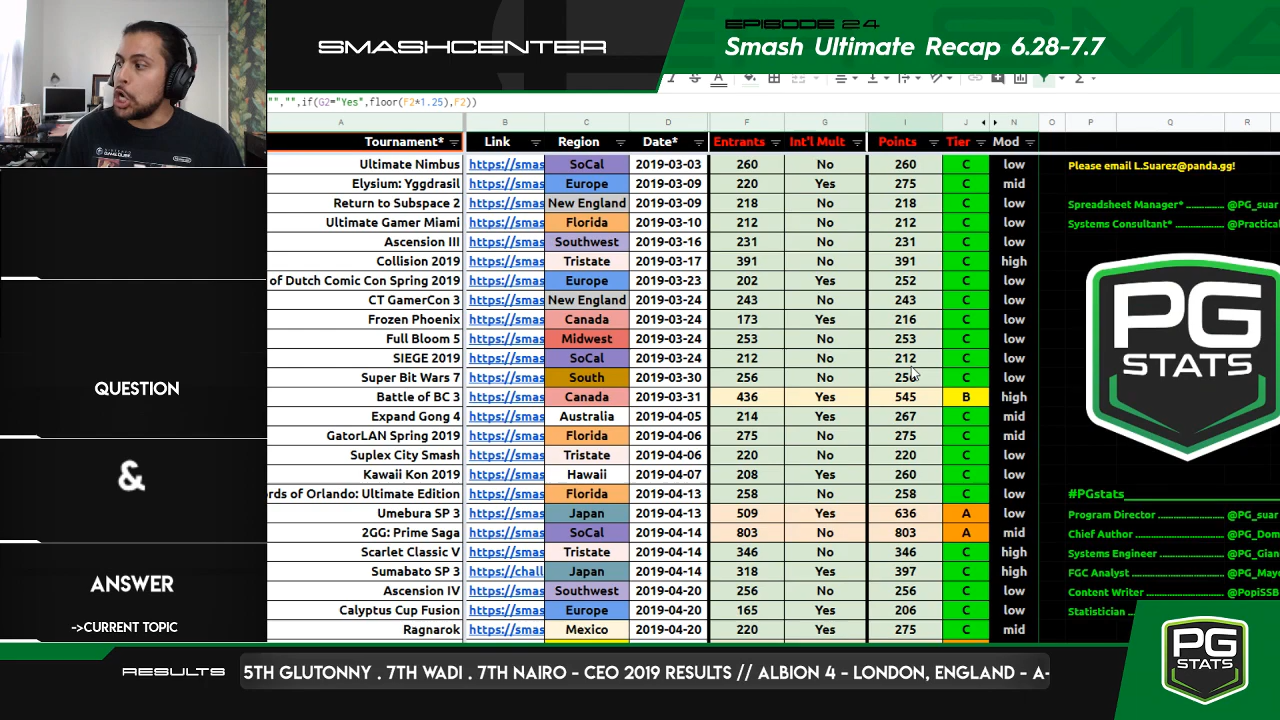 SMASHCENTER
EPISODE 24
Smash Ultimate Recap 6.28-7.7
"","",if(G2="Yes",floor(F2*1.25),F2))
A B C D F G I J N O P Q R
Tournament* Link Region Date* Entrants Int'l Mult Points Tier Mod
Ultimate Nimbus https://smas SoCal 2019-03-03 260 No 260 C low
Elysium: Yggdrasil https://smas Europe 2019-03-09 220 Yes 275 C mid
Return to Subspace 2 https://smas New England 2019-03-09 218 No 218 C low
Ultimate Gamer Miami https://smas Florida 2019-03-10 212 No 212 C low
Ascension III https://smas Southwest 2019-03-16 231 No 231 C low
Collision 2019 https://smas Tristate 2019-03-17 391 No 391 C high
of Dutch Comic Con Spring 2019 https://smas Europe 2019-03-23 202 Yes 252 C low
CT GamerCon 3 https://smas New England 2019-03-24 243 No 243 C low
Frozen Phoenix https://smas Canada 2019-03-24 173 Yes 216 C low
Full Bloom 5 https://smas Midwest 2019-03-24 253 No 253 C low
SIEGE 2019 https://smas SoCal 2019-03-24 212 No 212 C low
Super Bit Wars 7 https://smas South 2019-03-30 256 No 256 C low
Battle of BC 3 https://smas Canada 2019-03-31 436 Yes 545 B high
Expand Gong 4 https://smas Australia 2019-04-05 214 Yes 267 C mid
GatorLAN Spring 2019 https://smas Florida 2019-04-06 275 No 275 C mid
Suplex City Smash https://smas Tristate 2019-04-06 220 No 220 C low
Kawaii Kon 2019 https://smas Hawaii 2019-04-07 208 Yes 260 C low
rds of Orlando: Ultimate Edition https://smas Florida 2019-04-13 258 No 258 C low
Umebura SP 3 https://smas Japan 2019-04-13 509 Yes 636 A low
2GG: Prime Saga https://smas SoCal 2019-04-14 803 No 803 A mid
Scarlet Classic V https://smas Tristate 2019-04-14 346 No 346 C high
Sumabato SP 3 https://chall Japan 2019-04-14 318 Yes 397 C high
Ascension IV https://smas Southwest 2019-04-20 256 No 256 C low
Calyptus Cup Fusion https://smas Europe 2019-04-20 165 Yes 206 C low
Ragnarok https://smas Mexico 2019-04-20 220 Yes 275 C mid
Please email L.Suarez@panda.gg!
Spreadsheet Manager* ............... @PG_suar
Systems Consultant* ............... @Practical
PG
STATS
#PGstats
Program Director ............... @PG_suar
Chief Author ............... @PG_Dom
Systems Engineer ............... @PG_Gian
FGC Analyst ............... @PG_Mayo
Content Writer ............... @PopiSSB
Statistician
QUESTION
&
ANSWER
->CURRENT TOPIC
RESULTS
5TH GLUTONNY . 7TH WADI . 7TH NAIRO - CEO 2019 RESULTS // ALBION 4 - LONDON, ENGLAND - A-
PG
STATS